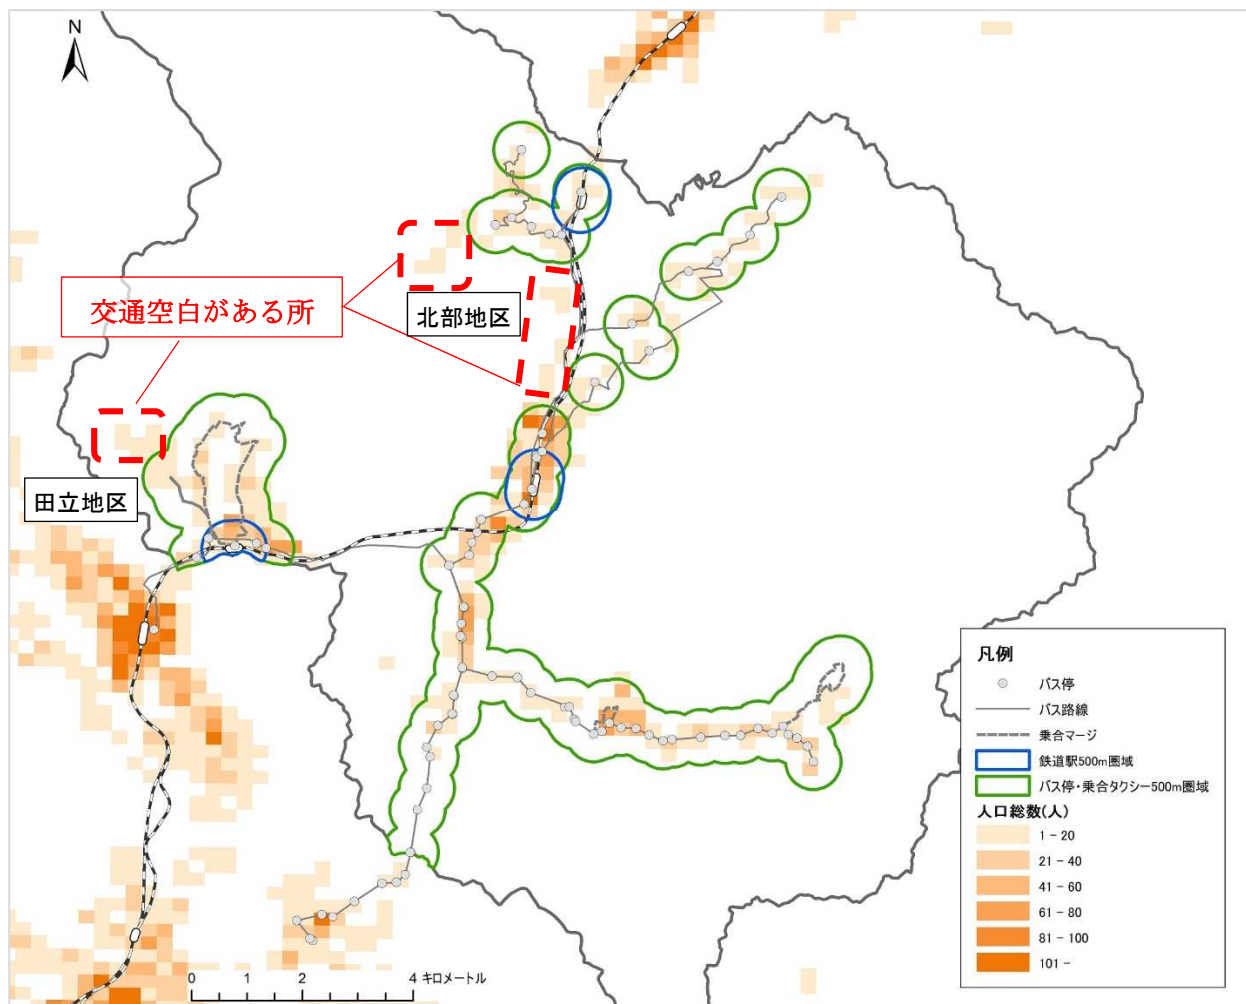 N
交通空白がある所
北部地区
田立地区
凡例
バス停
バス路線
乗合マージ
鉄道駅500m圏域
バス停・乗合タクシー500m圏域
人口総数(人)
1 - 20
21 - 40
41 - 60
61 - 80
81 - 100
101 -
0 1 2 4 キロメートル